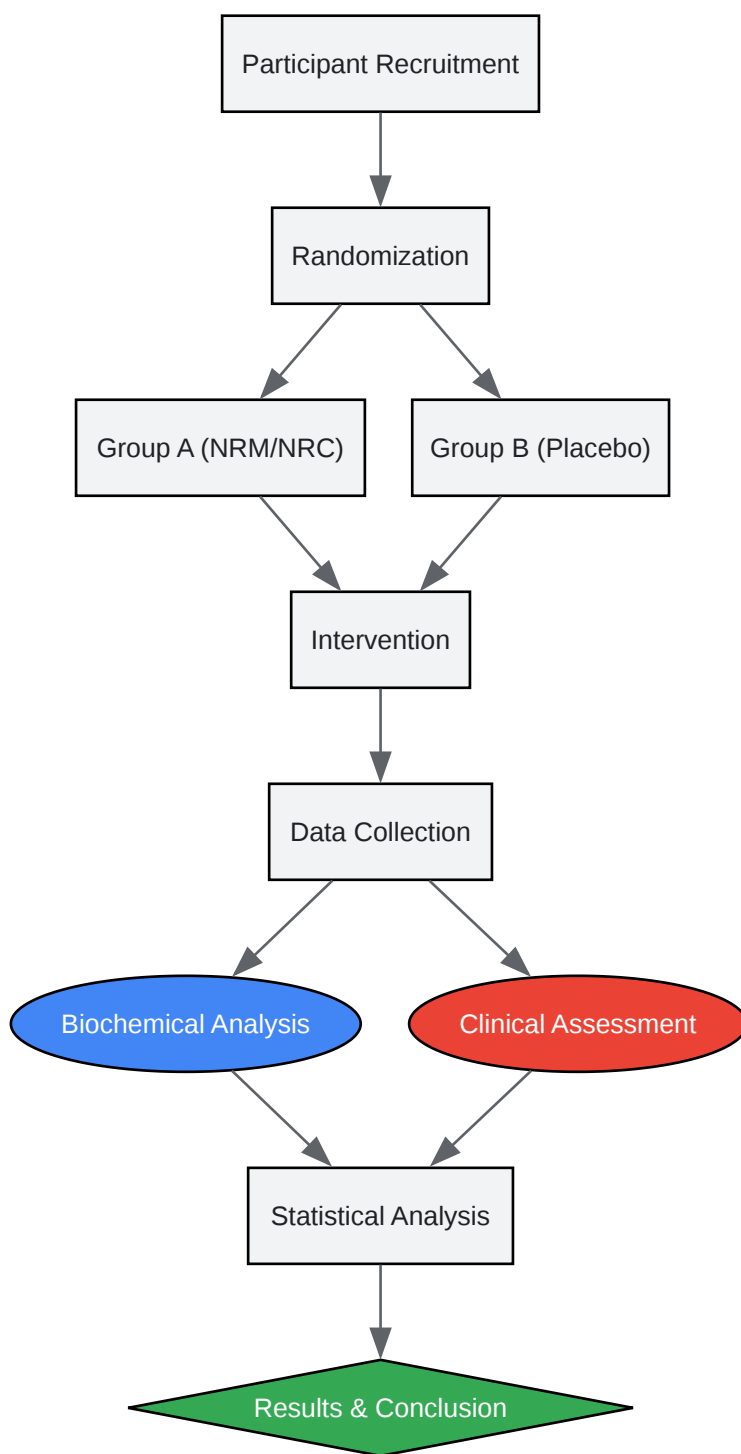 Participant Recruitment
Randomization
Group A (NRM/NRC)
Group B (Placebo)
Intervention
Data Collection
Biochemical Analysis
Clinical Assessment
Statistical Analysis
Results & Conclusion